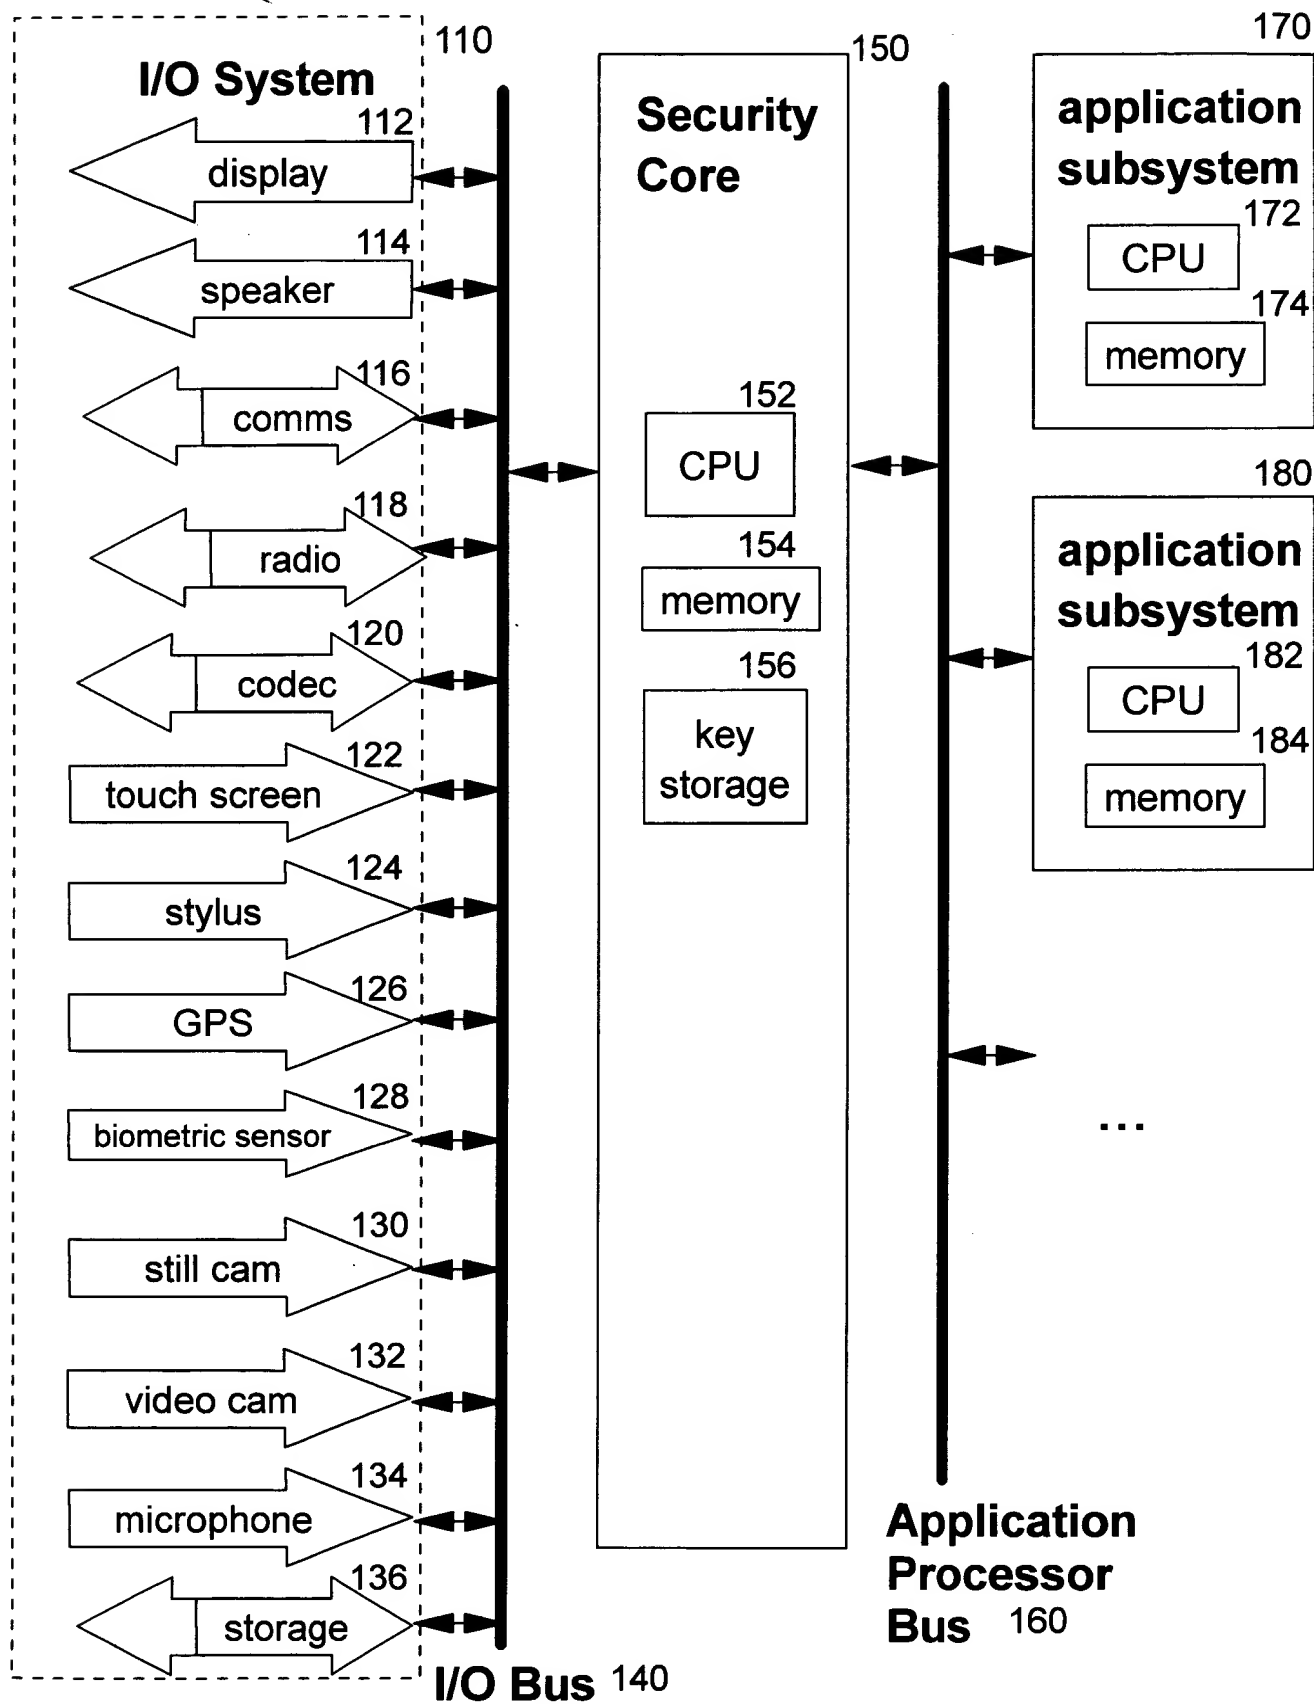 110
I/O System
112
display
114
speaker
116
comms
118
radio
120
codec
122
touch screen
124
stylus
126
GPS
128
biometric sensor
130
still cam
132
video cam
134
microphone
136
storage
I/O Bus 140
150
Security
Core
152
CPU
154
memory
156
key
storage
Application
Processor
Bus 160
170
application
subsystem
172
CPU
174
memory
180
application
subsystem
182
CPU
184
memory
...